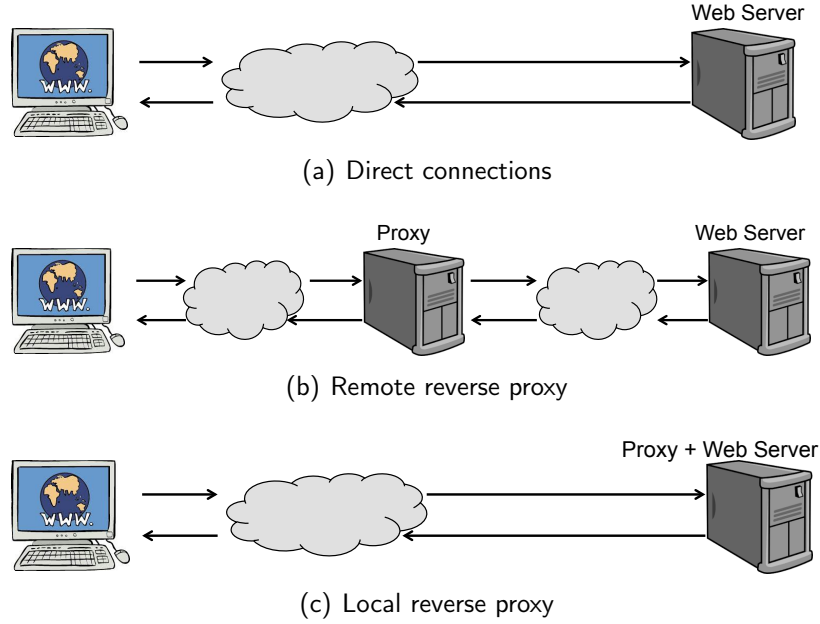 Web Server
WWW.
(a) Direct connections
Proxy
Web Server
WWW.
(b) Remote reverse proxy
Proxy + Web Server
WWW.
(c) Local reverse proxy